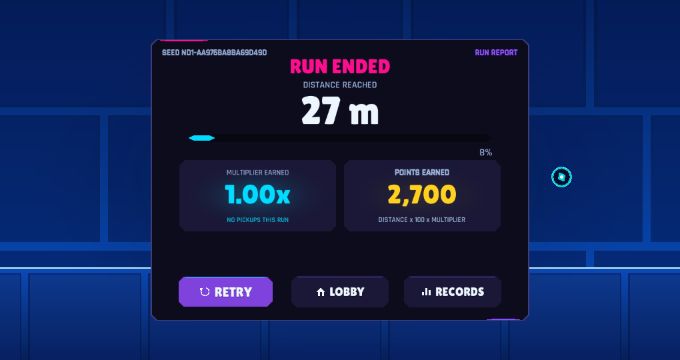 RUN REPORT
RUN ENDED
DISTANCE REACHED
27 m
8%
MULTIPLIER EARNED
1.00x
NO PICKUPS THIS RUN
POINTS EARNED
2,700
DISTANCE x 100 x MULTIPLIER
RETRY
LOBBY
RECORDS